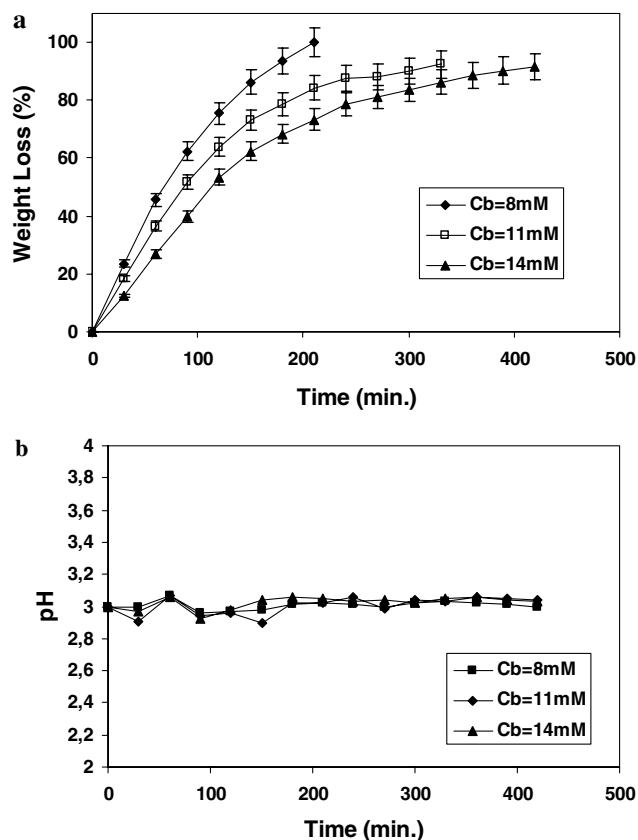 a
Weight Loss (%)
100
80
60
40
20
0
0 100 200 300 400 500
Time (min.)
Cb=8mM
Cb=11mM
Cb=14mM
b
pH
4
3,8
3,6
3,4
3,2
3
2,8
2,6
2,4
2,2
2
0 100 200 300 400 500
Time (min.)
Cb=8mM
Cb=11mM
Cb=14mM